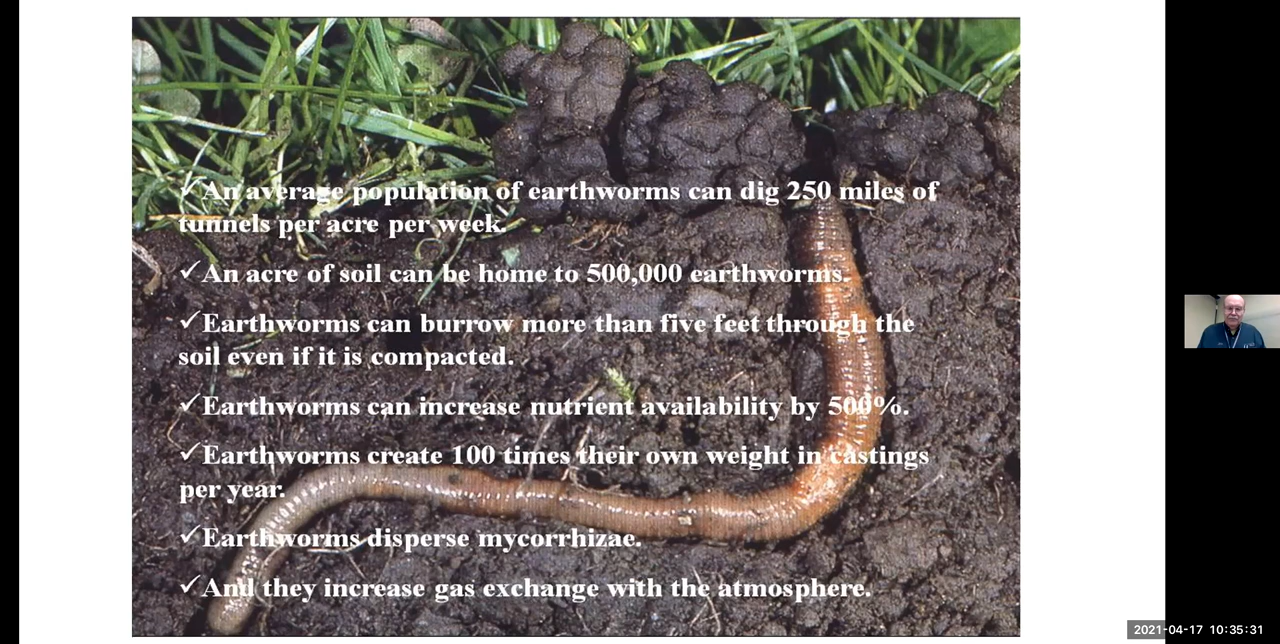 ✓An average population of earthworms can dig 250 miles of
tunnels per acre per week.
✓An acre of soil can be home to 500,000 earthworms.
✓Earthworms can burrow more than five feet through the
soil even if it is compacted.
✓Earthworms can increase nutrient availability by 500%.
✓Earthworms create 100 times their own weight in castings
per year.
✓Earthworms disperse mycorrhizae.
✓And they increase gas exchange with the atmosphere.
2021-04-17 10:35:31